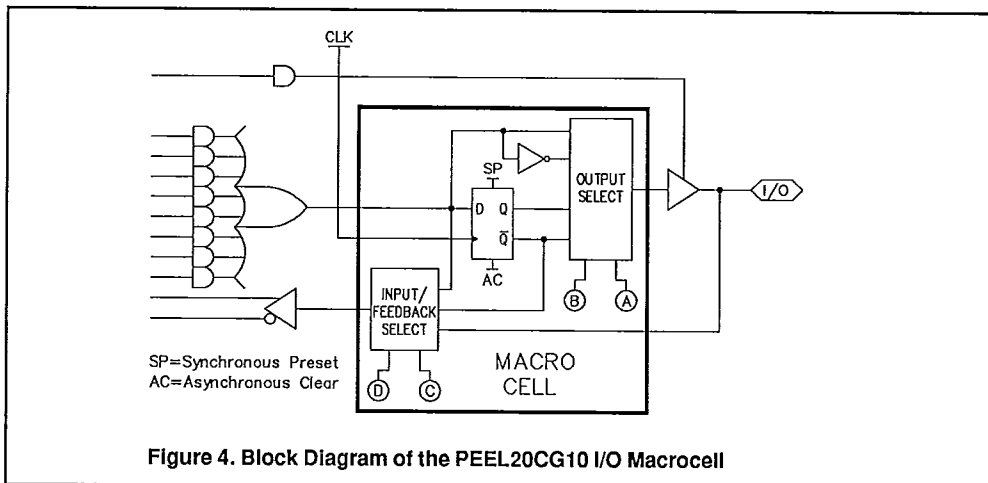 CLK
SP
D Q
Q̅
AC
OUTPUT
SELECT
I/O
B A
INPUT/
FEEDBACK
SELECT
D C
MACRO
CELL
SP=Synchronous Preset
AC=Asynchronous Clear
Figure 4. Block Diagram of the PEEL20CG10 I/O Macrocell